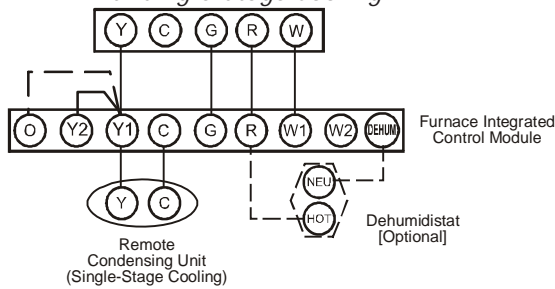 Y C G R W
O Y2 Y1 C G R W1 W2 DEHUM
Furnace Integrated
Control Module
NEU
HOT
Y C
Dehumidistat
[Optional]
Remote
Condensing Unit
(Single-Stage Cooling)